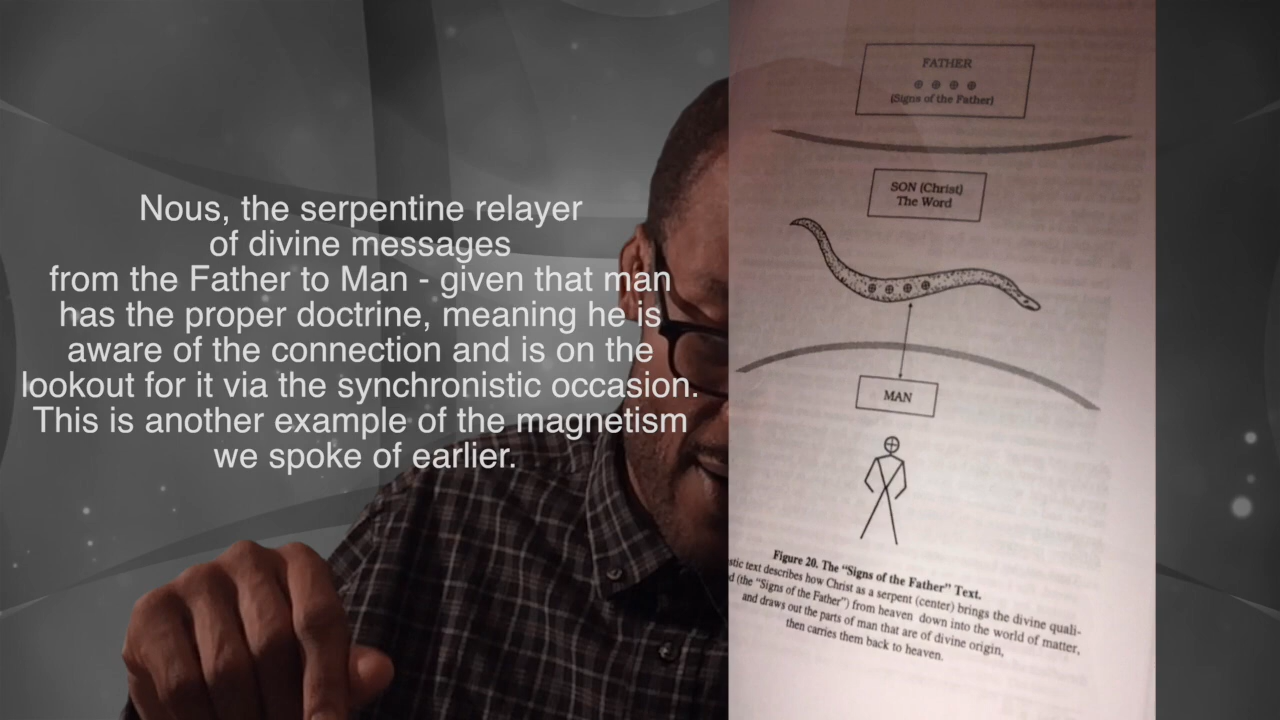 Nous, the serpentine relayer
of divine messages
from the Father to Man - given that man
has the proper doctrine, meaning he is
aware of the connection and is on the
lookout for it via the synchronistic occasion.
This is another example of the magnetism
we spoke of earlier.
FATHER
(Signs of the Father)
SON (Christ)
The Word
MAN
Figure 20. The “Signs of the Father” Text.
stic text describes how Christ as a serpent (center) brings the divine quali-
d (the “Signs of the Father”) from heaven down into the world of matter,
and draws out the parts of man that are of divine origin,
then carries them back to heaven.